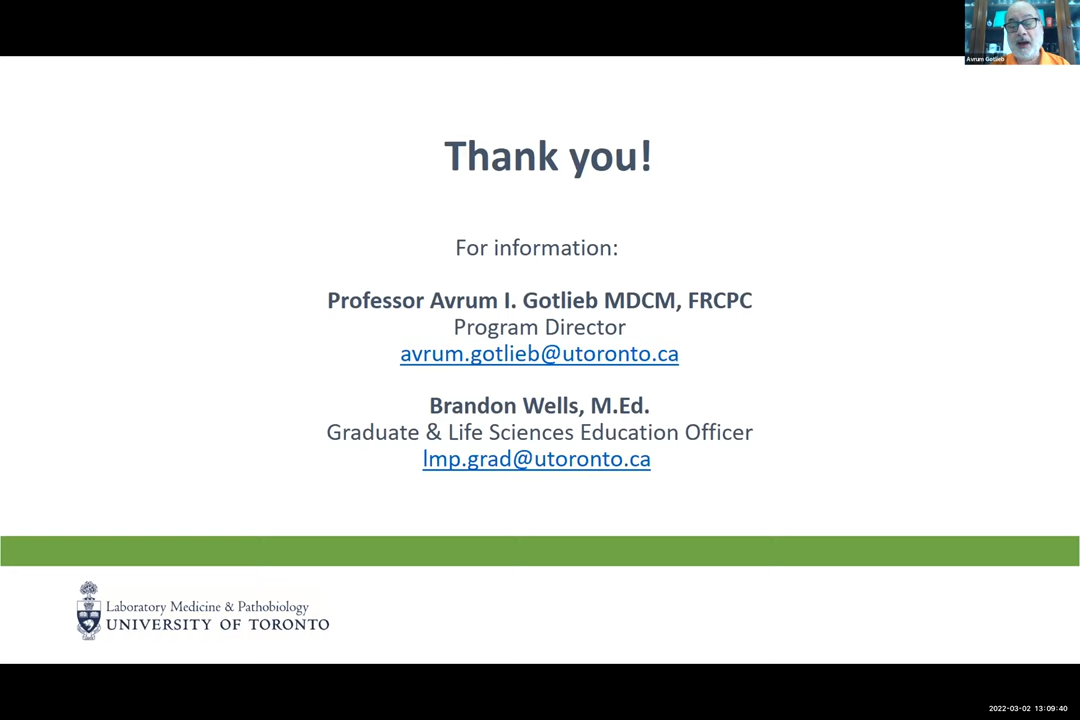 Avrum Gotlieb
Thank you!
For information:
Professor Avrum I. Gotlieb MDCM, FRCPC
Program Director
avrum.gotlieb@utoronto.ca
Brandon Wells, M.Ed.
Graduate & Life Sciences Education Officer
lmp.grad@utoronto.ca
Laboratory Medicine & Pathobiology
UNIVERSITY OF TORONTO
2022-03-02 13:09:40